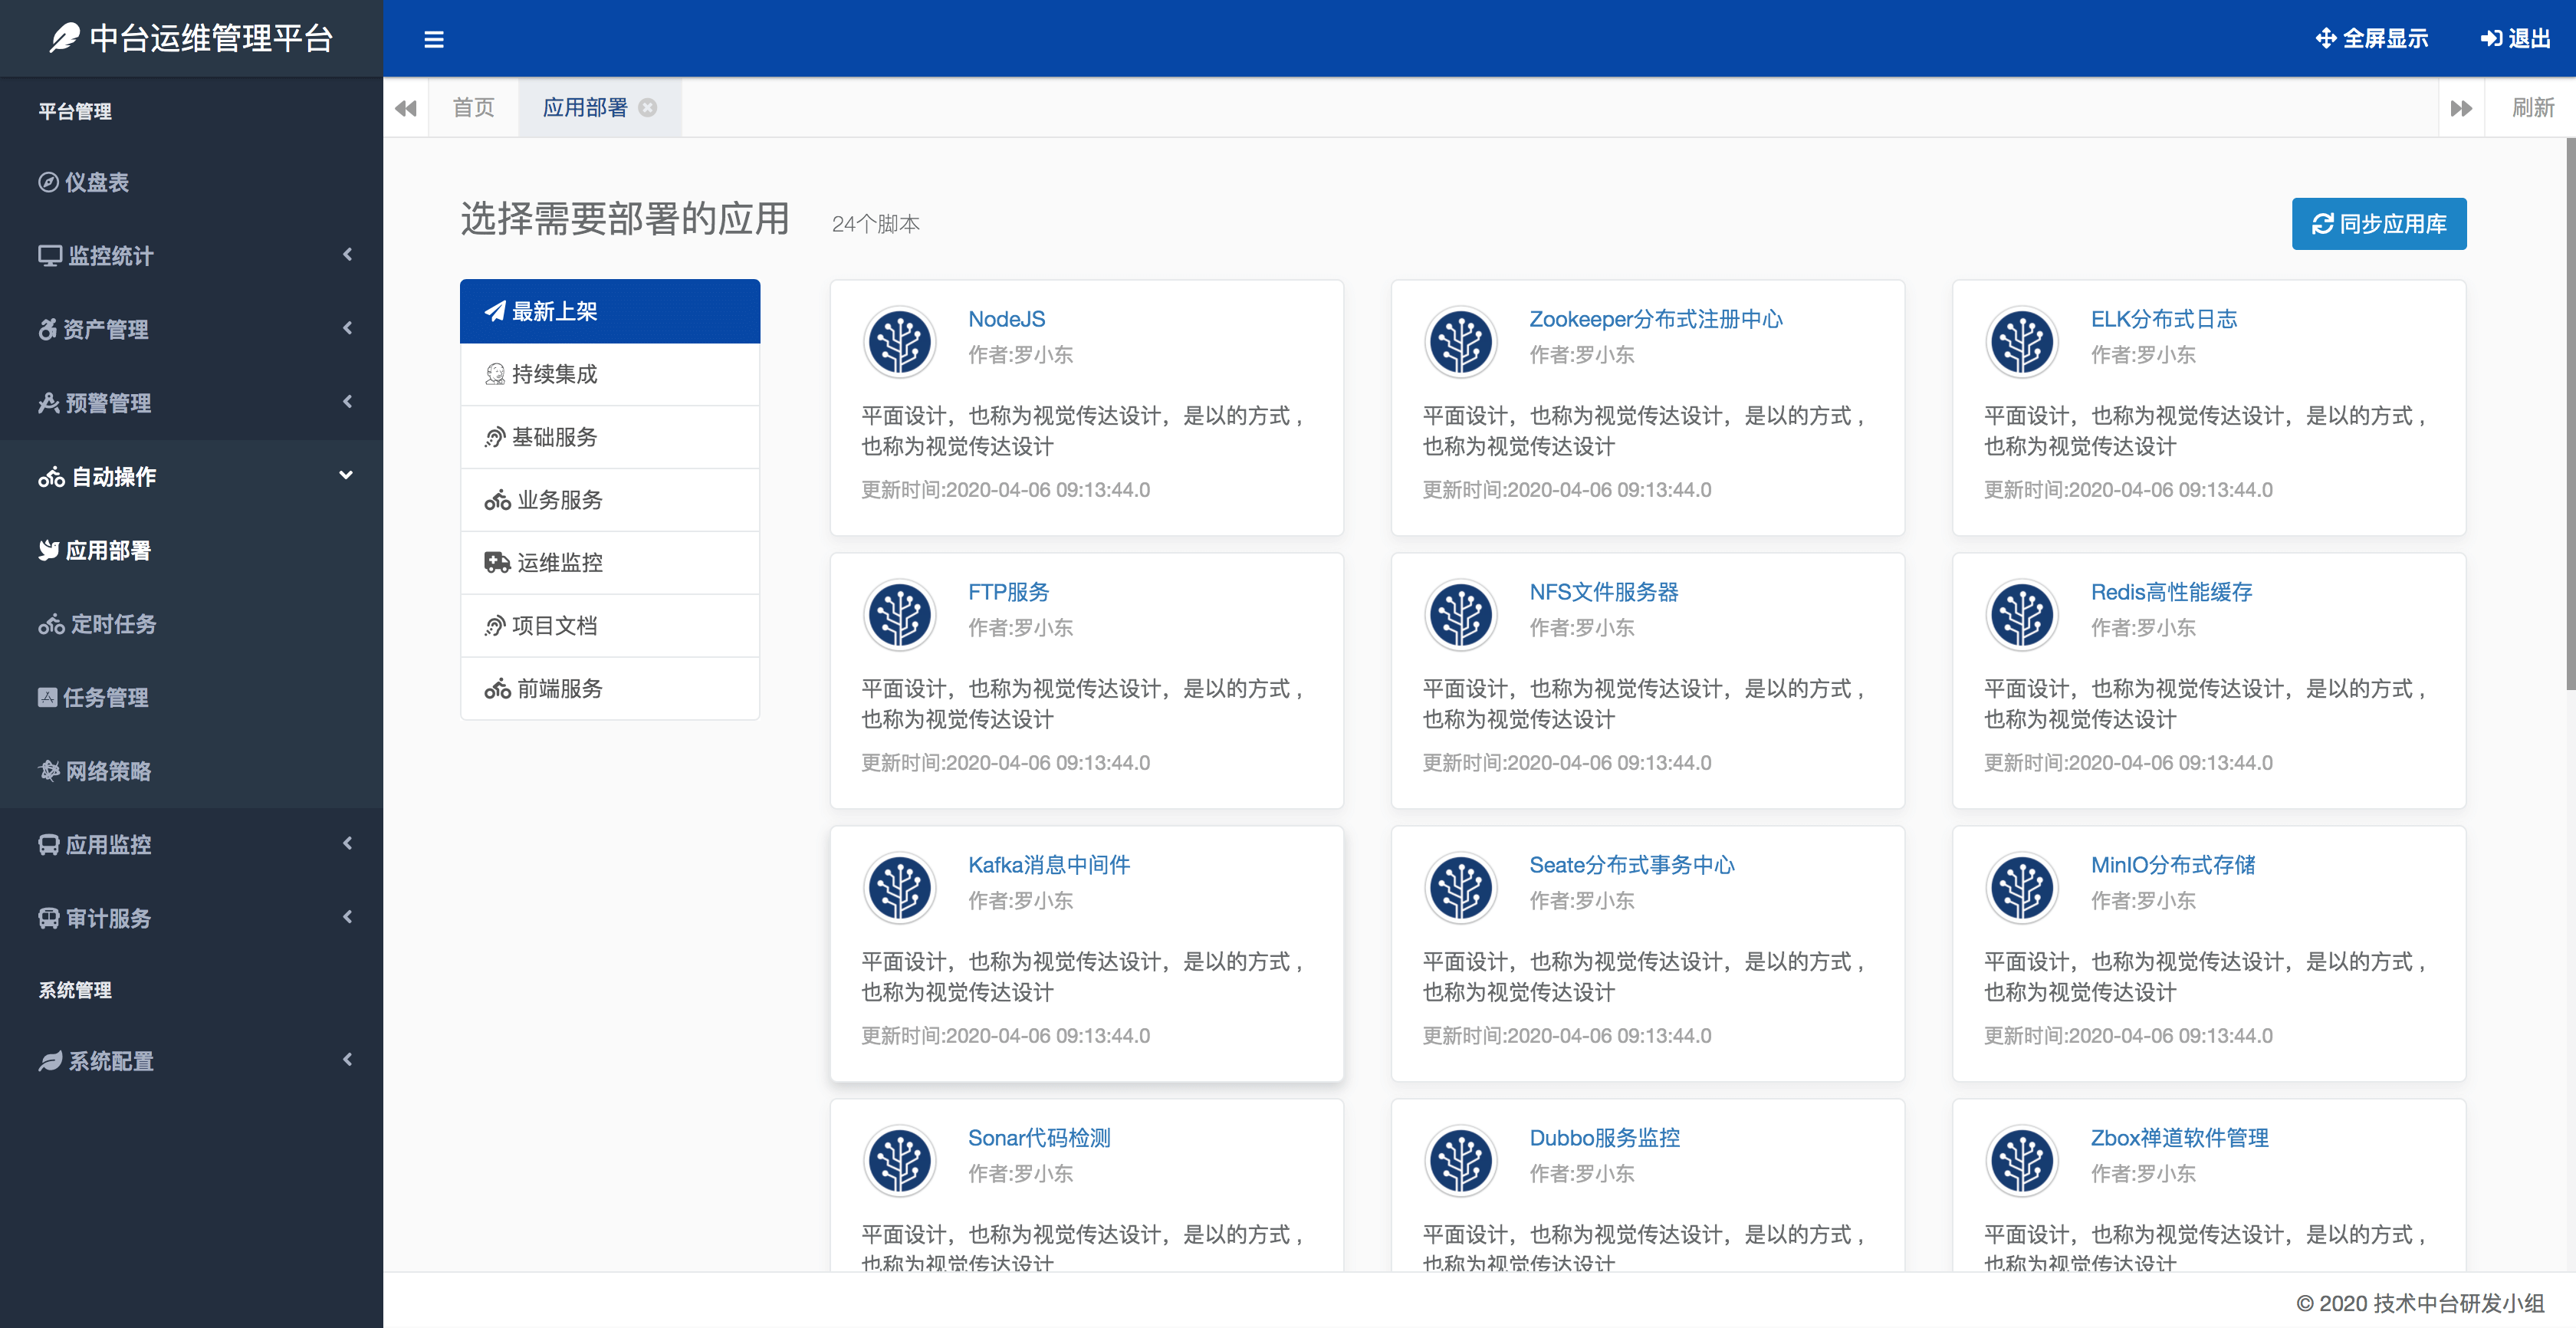 中台运维管理平台
全屏显示
退出
平台管理
仪盘表
监控统计
资产管理
预警管理
自动操作
应用部署
定时任务
任务管理
网络策略
应用监控
审计服务
系统管理
系统配置
首页
应用部署
刷新
选择需要部署的应用
24个脚本
同步应用库
最新上架
持续集成
基础服务
业务服务
运维监控
项目文档
前端服务
NodeJS
作者:罗小东
平面设计，也称为视觉传达设计，是以的方式，
也称为视觉传达设计
更新时间:2020-04-06 09:13:44.0
Zookeeper分布式注册中心
作者:罗小东
平面设计，也称为视觉传达设计，是以的方式，
也称为视觉传达设计
更新时间:2020-04-06 09:13:44.0
ELK分布式日志
作者:罗小东
平面设计，也称为视觉传达设计，是以的方式，
也称为视觉传达设计
更新时间:2020-04-06 09:13:44.0
FTP服务
作者:罗小东
平面设计，也称为视觉传达设计，是以的方式，
也称为视觉传达设计
更新时间:2020-04-06 09:13:44.0
NFS文件服务器
作者:罗小东
平面设计，也称为视觉传达设计，是以的方式，
也称为视觉传达设计
更新时间:2020-04-06 09:13:44.0
Redis高性能缓存
作者:罗小东
平面设计，也称为视觉传达设计，是以的方式，
也称为视觉传达设计
更新时间:2020-04-06 09:13:44.0
Kafka消息中间件
作者:罗小东
平面设计，也称为视觉传达设计，是以的方式，
也称为视觉传达设计
更新时间:2020-04-06 09:13:44.0
Seate分布式事务中心
作者:罗小东
平面设计，也称为视觉传达设计，是以的方式，
也称为视觉传达设计
更新时间:2020-04-06 09:13:44.0
MinIO分布式存储
作者:罗小东
平面设计，也称为视觉传达设计，是以的方式，
也称为视觉传达设计
更新时间:2020-04-06 09:13:44.0
Sonar代码检测
作者:罗小东
平面设计，也称为视觉传达设计，是以的方式，
也称为视觉传达设计
Dubbo服务监控
作者:罗小东
平面设计，也称为视觉传达设计，是以的方式，
也称为视觉传达设计
Zbox禅道软件管理
作者:罗小东
平面设计，也称为视觉传达设计，是以的方式，
也称为视觉传达设计
© 2020 技术中台研发小组